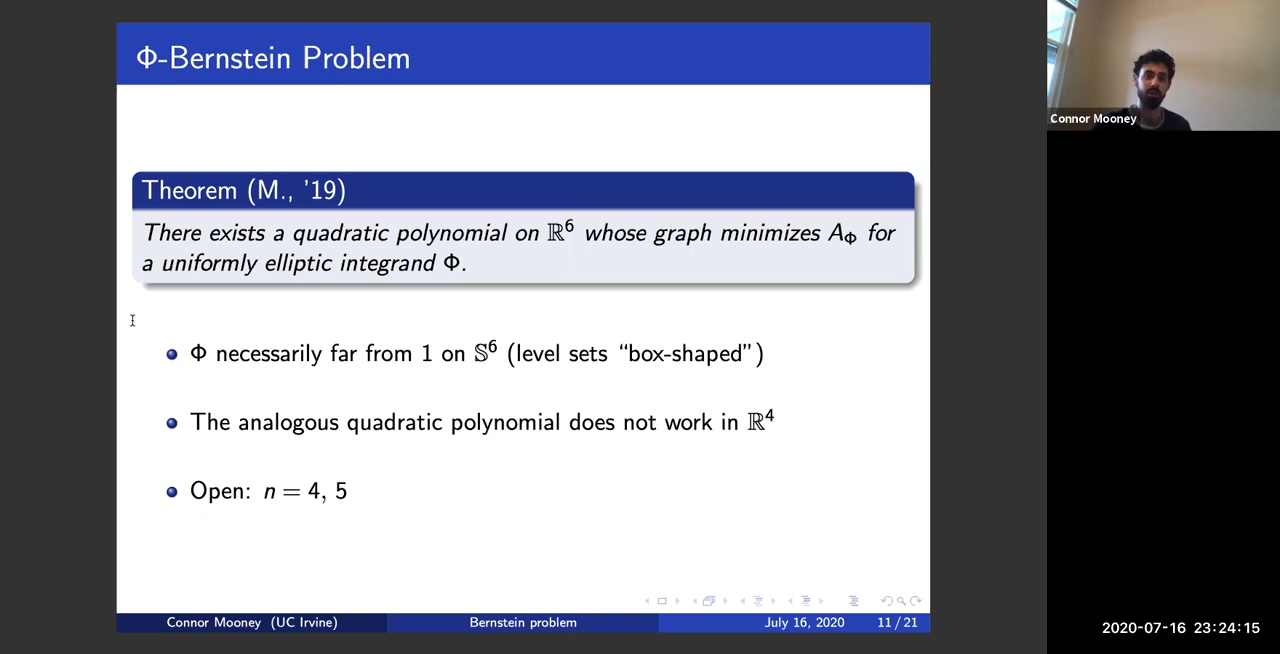 Φ-Bernstein Problem
Theorem (M., '19)
There exists a quadratic polynomial on ℝ⁶ whose graph minimizes A_Φ for
a uniformly elliptic integrand Φ.
Φ necessarily far from 1 on 𝕊⁶ (level sets “box-shaped”)
The analogous quadratic polynomial does not work in ℝ⁴
Open: n = 4, 5
Connor Mooney (UC Irvine)
Bernstein problem
July 16, 2020
11 / 21
Connor Mooney
2020-07-16 23:24:15